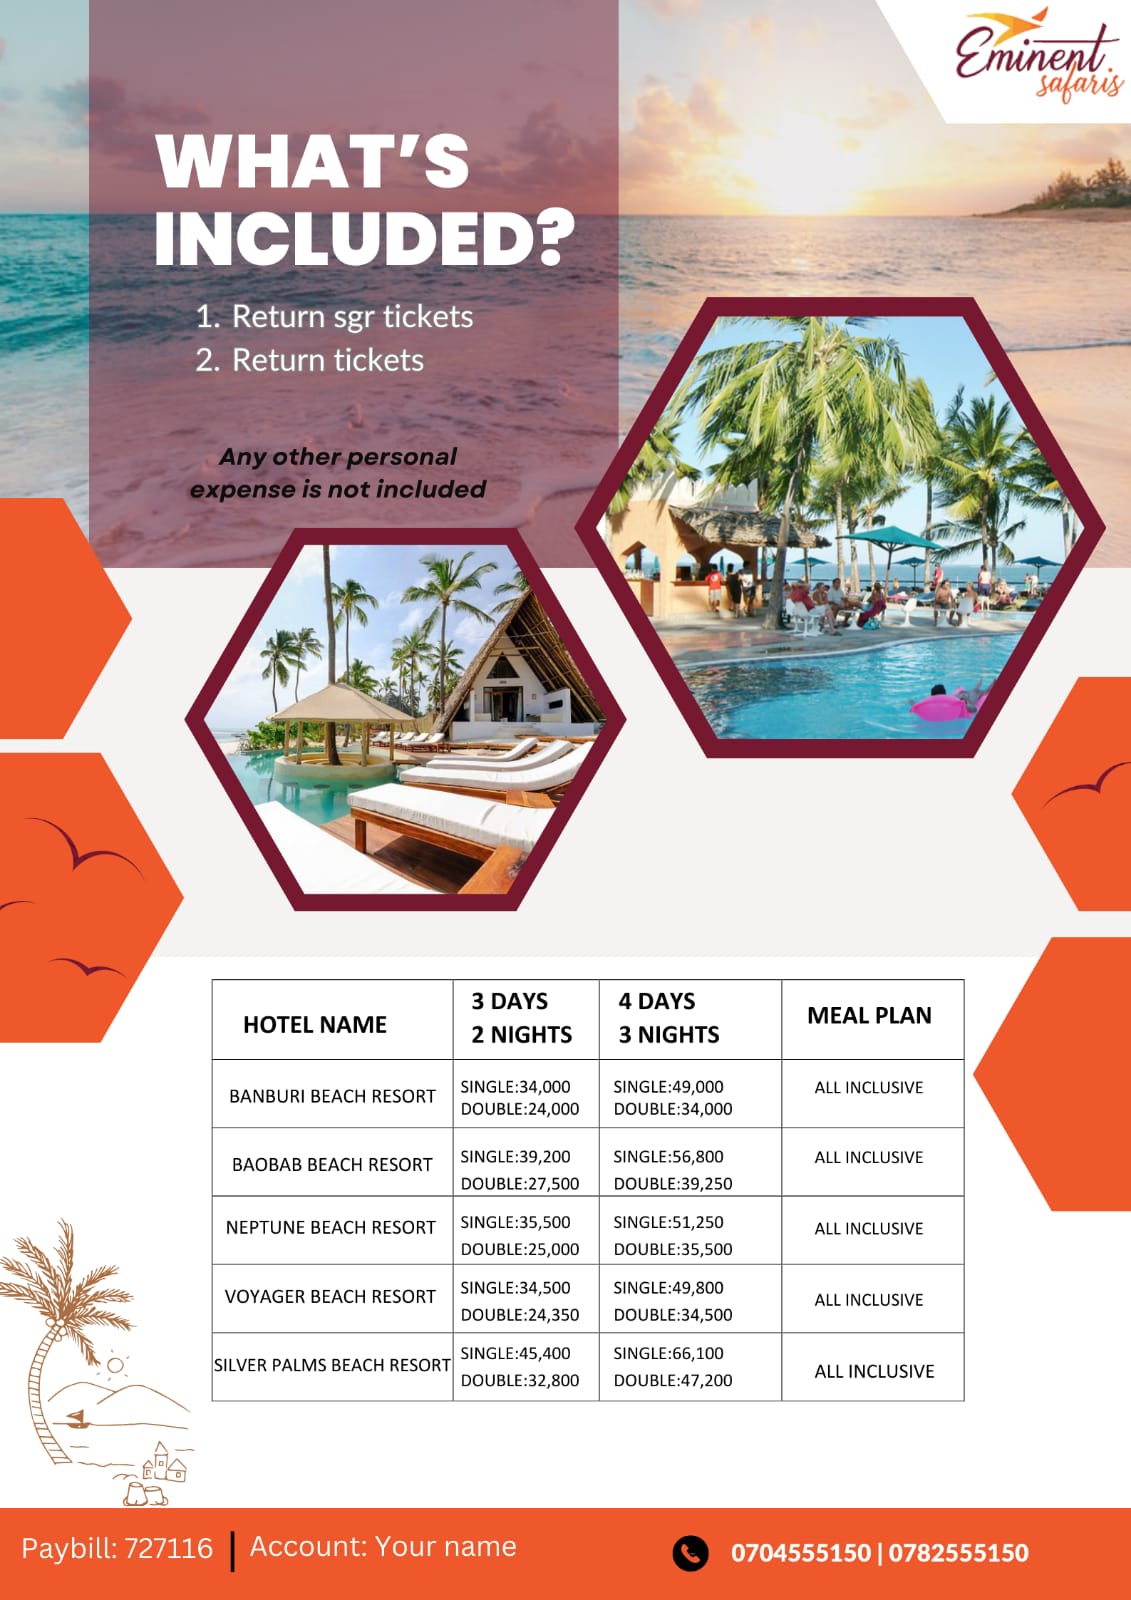 Eminent
safaris
WHAT'S
INCLUDED?
1. Return sgr tickets
2. Return tickets
Any other personal
expense is not included
HOTEL NAME
3 DAYS
2 NIGHTS
4 DAYS
3 NIGHTS
MEAL PLAN
BANBURI BEACH RESORT
SINGLE:34,000
DOUBLE:24,000
SINGLE:49,000
DOUBLE:34,000
ALL INCLUSIVE
BAOBAB BEACH RESORT
SINGLE:39,200
DOUBLE:27,500
SINGLE:56,800
DOUBLE:39,250
ALL INCLUSIVE
NEPTUNE BEACH RESORT
SINGLE:35,500
DOUBLE:25,000
SINGLE:51,250
DOUBLE:35,500
ALL INCLUSIVE
VOYAGER BEACH RESORT
SINGLE:34,500
DOUBLE:24,350
SINGLE:49,800
DOUBLE:34,500
ALL INCLUSIVE
SILVER PALMS BEACH RESORT
SINGLE:45,400
DOUBLE:32,800
SINGLE:66,100
DOUBLE:47,200
ALL INCLUSIVE
Paybill: 727116 | Account: Your name
0704555150 | 0782555150